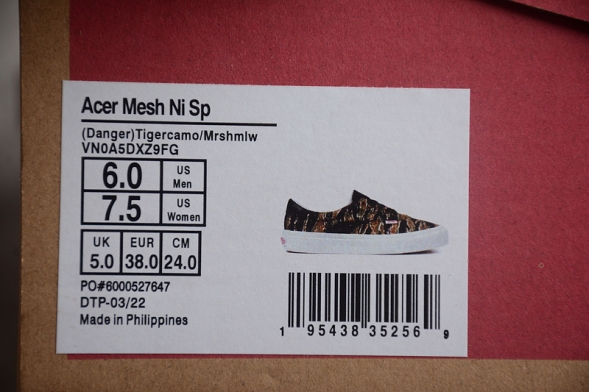 Acer Mesh Ni Sp
(Danger)Tigercamo/Mrshmlw
VN0A5DXZ9FG
6.0 US Men
7.5 US Women
UK EUR CM
5.0 38.0 24.0
PO#6000527647
DTP-03/22
Made in Philippines
1 95438 35256 9